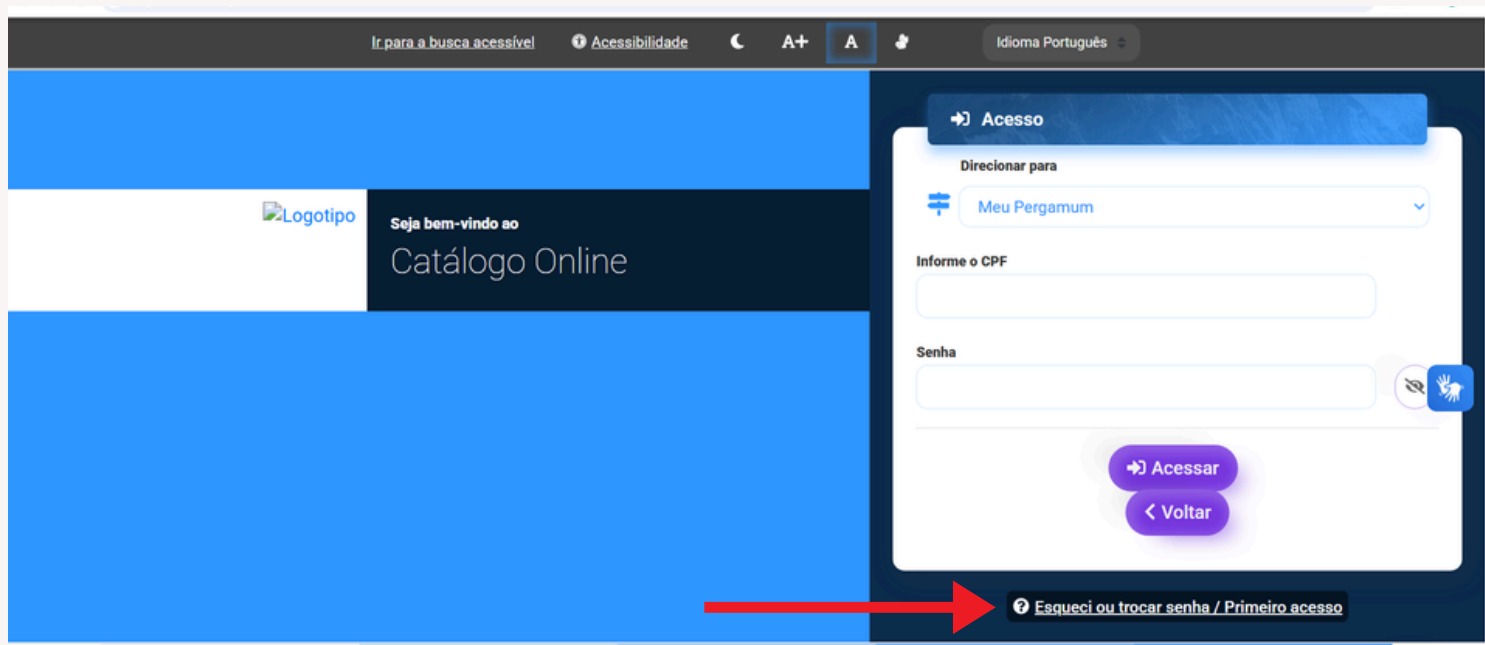 Ir para a busca acessível Acessibilidade A+ A Idioma Português
Acesso
Direcionar para
Meu Pergamum
Logotipo
Seja bem-vindo ao
Catálogo Online
Informe o CPF
Senha
Acessar
Voltar
Esqueci ou trocar senha / Primeiro acesso